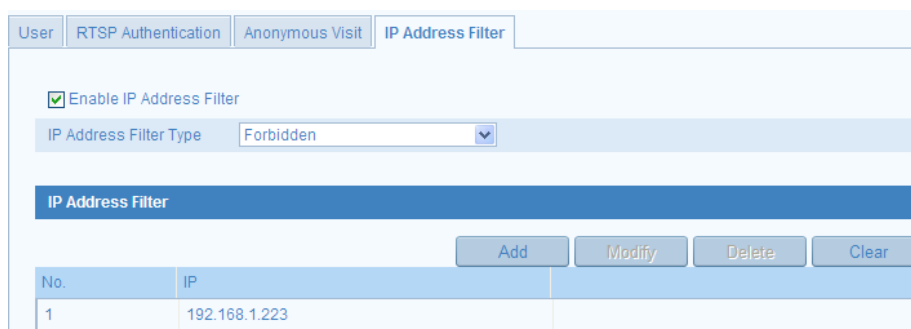 User RTSP Authentication Anonymous Visit IP Address Filter
Enable IP Address Filter
IP Address Filter Type Forbidden
IP Address Filter
Add Modify Delete Clear
No. IP
1 192.168.1.223